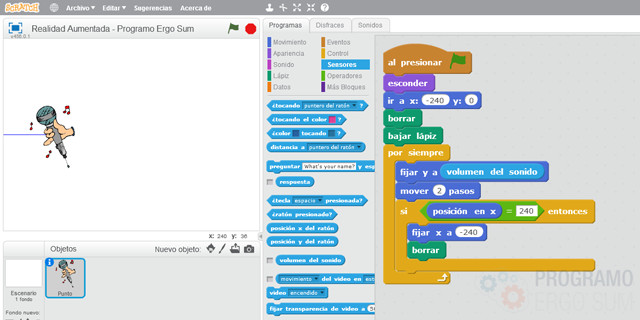 SCRATCH
Archivo Editar Sugerencias Acerca de
Realidad Aumentada - Programo Ergo Sum
v436.0.1
x: 240 y: 36
Objetos
Nuevo objeto:
Escenario
1 fondo
Fondo nuevo:
Punto
Programas Disfraces Sonidos
Movimiento Eventos
Apariencia Control
Sonido Sensores
Lápiz Operadores
Datos Más Bloques
¿tocando puntero del ratón ?
¿tocando el color ?
¿color tocando ?
distancia a puntero del ratón
preguntar What's your name? y esp
respuesta
¿tecla espacio presionada?
¿ratón presionado?
posición x del ratón
posición y del ratón
volumen del sonido
movimiento del video en
video encendido
fijar transparencia de video a
al presionar
esconder
ir a x: -240 y: 0
borrar
bajar lápiz
por siempre
fijar y a volumen del sonido
mover 2 pasos
si posición en x = 240 entonces
fijar x a -240
borrar
PROGRAMO
ERGO SUM